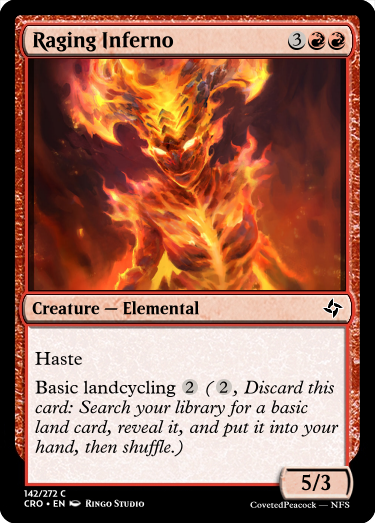 Raging Inferno 3
Creature — Elemental
Haste
Basic landcycling 2 ( 2 , Discard this
card: Search your library for a basic
land card, reveal it, and put it into your
hand, then shuffle.)
5/3
142/272 C
CRO • EN Ringo Studio
CovetedPeacock — NFS